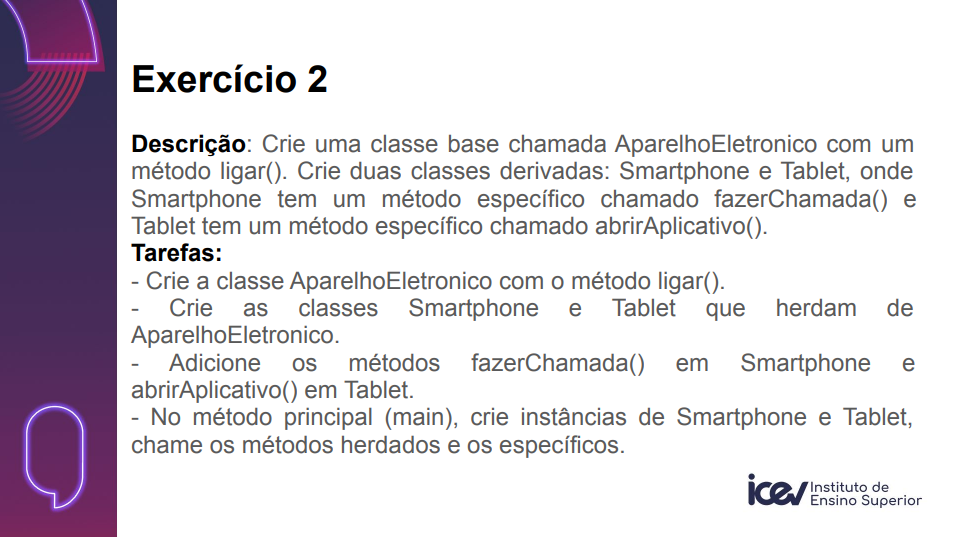 Exercício 2
Descrição: Crie uma classe base chamada AparelhoEletronico com um
método ligar(). Crie duas classes derivadas: Smartphone e Tablet, onde
Smartphone tem um método específico chamado fazerChamada() e
Tablet tem um método específico chamado abrirAplicativo().
Tarefas:
- Crie a classe AparelhoEletronico com o método ligar().
- Crie as classes Smartphone e Tablet que herdam de
AparelhoEletronico.
- Adicione os métodos fazerChamada() em Smartphone e
abrirAplicativo() em Tablet.
- No método principal (main), crie instâncias de Smartphone e Tablet,
chame os métodos herdados e os específicos.
icev Instituto de
Ensino Superior